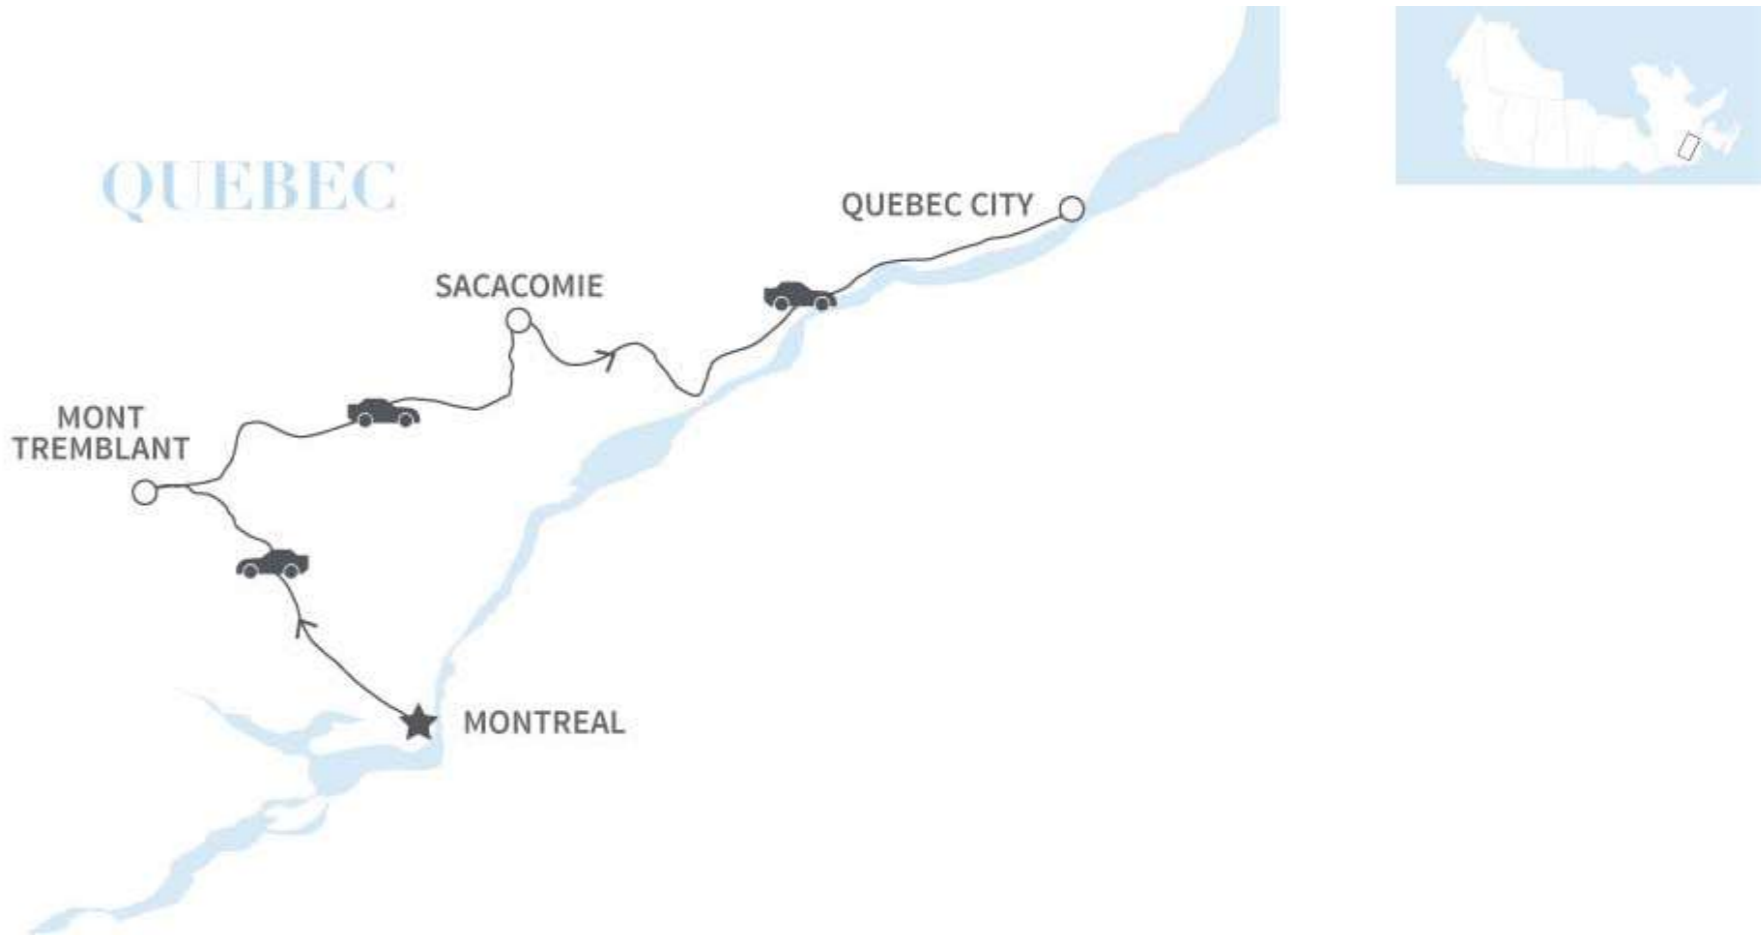 QUEBEC
QUEBEC CITY
SACACOMIE
MONT
TREMBLANT
MONTREAL